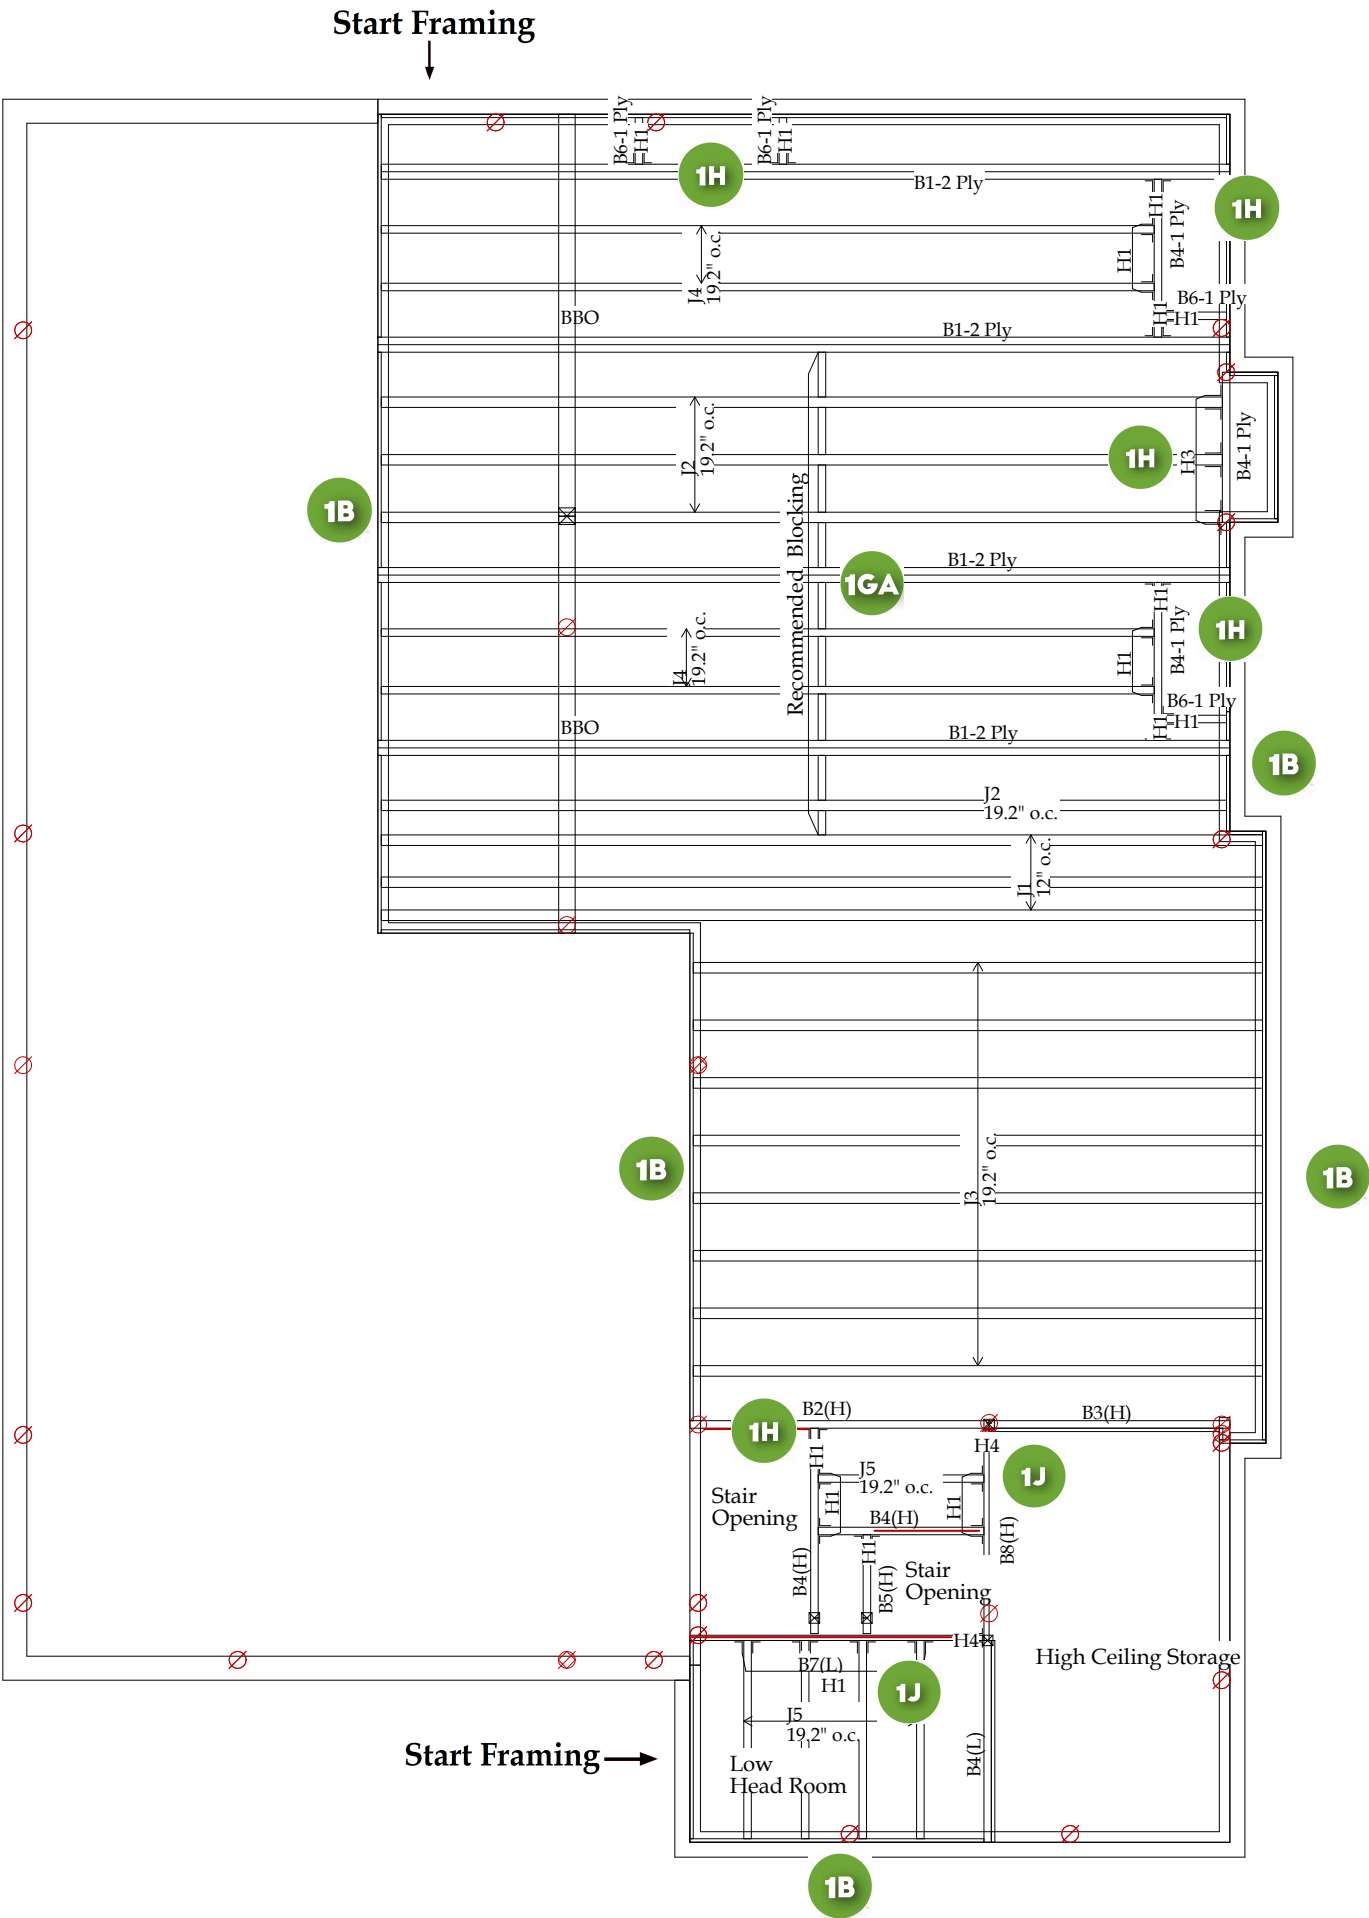 Start Framing
B6-1 Ply
H1
B6-1 Ply
H1
1H
B1-2 Ply
H1
B4-1 Ply
1H
H1
J4
19.2" o.c.
BBO
B6-1 Ply
H1
H1
B1-2 Ply
J2
19.2" o.c.
1H
H3
B4-1 Ply
1B
Recommended Blocking
B1-2 Ply
1GA
H1
B4-1 Ply
1H
J4
19.2" o.c.
H1
B6-1 Ply
H1
H1
BBO
B1-2 Ply
1B
J2
19.2" o.c.
J1
12" o.c.
1B
J3
19.2" o.c.
1B
B2(H)
B3(H)
1H
H1
H4
J5
19.2" o.c.
1J
Stair
Opening
H1
H1
B4(H)
B4(H)
H1
B5(H)
Stair
Opening
B8(H)
H4
High Ceiling Storage
B7(L)
H1
1J
J5
19.2" o.c.
Start Framing
Low
Head Room
B4(L)
1B